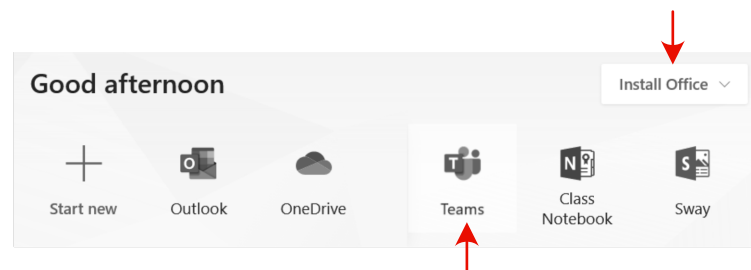 Good afternoon
Install Office
Start new
Outlook
OneDrive
Teams
Class
Notebook
Sway